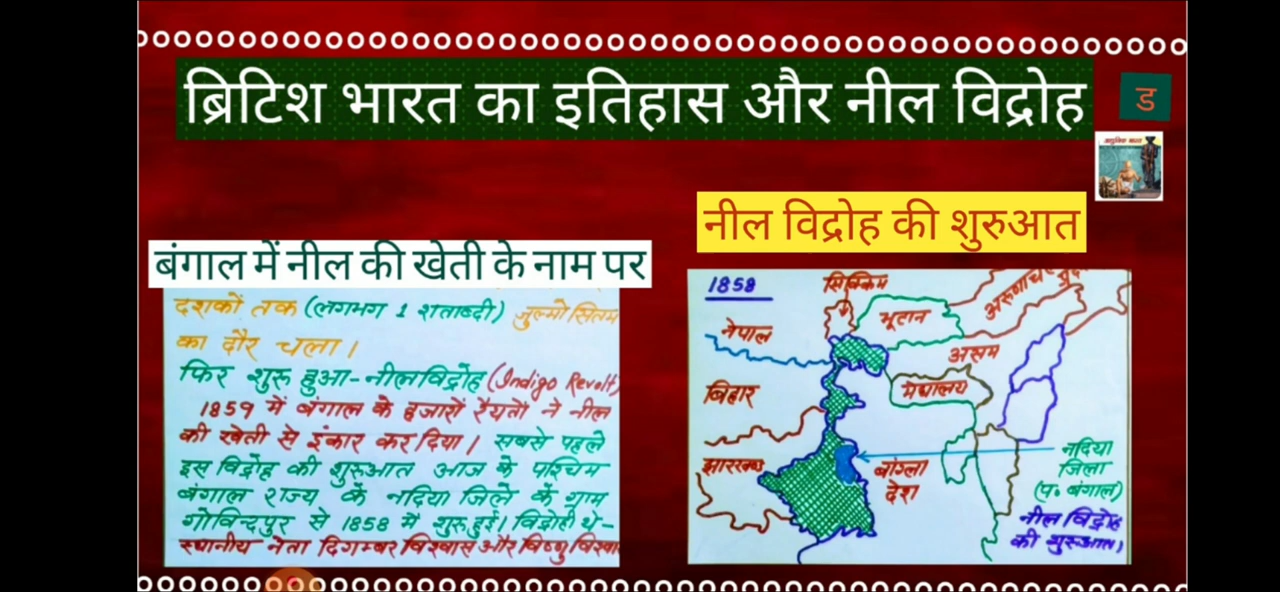 ब्रिटिश भारत का इतिहास और नील विद्रोह
ड
आधुनिक भारत
नील विद्रोह की शुरुआत
बंगाल में नील की खेती के नाम पर
दशकों तक (लगभग 1 शताब्दी) जुल्मो सितम
का दौर चला।
फिर शुरू हुआ-नीलविद्रोह (Indigo Revolt)
1859 में बंगाल के हजारों रैयतो ने नील
की खेती से इंकार कर दिया। सबसे पहले
इस विद्रोह की शुरुआत आज के पश्चिम
बंगाल राज्य के नदिया जिले के ग्राम
गोविन्दपुर से 1858 में शुरू हुई। विद्रोही थे-
स्थानीय नेता दिगम्बर विश्वास और विष्णु विश्वा
1858
सिक्किम
नेपाल
भूटान
असम
बिहार
मेघालय
झारखण्ड
बांग्ला
देश
नदिया
जिला
(प० बंगाल)
नील विद्रोह
की शुरुआत)